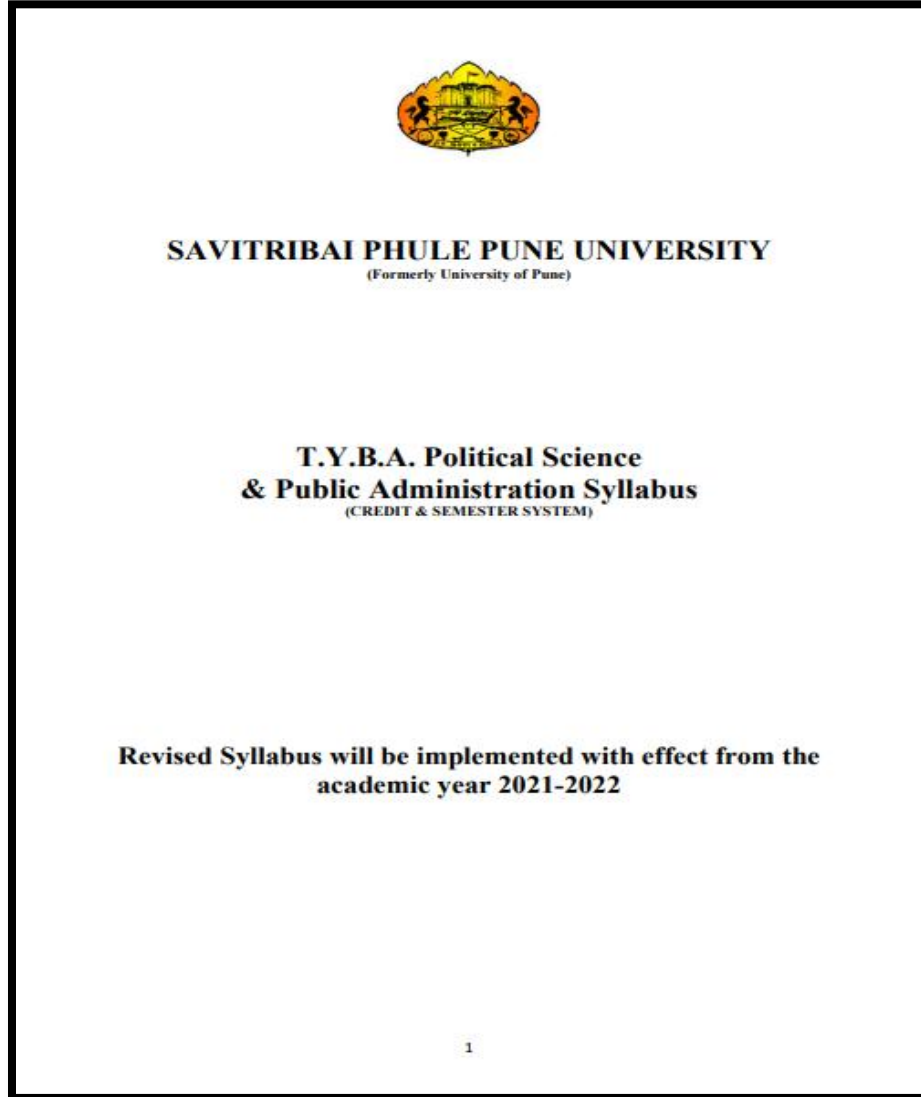 SAVITRIBAI PHULE PUNE UNIVERSITY
(Formerly University of Pune)
T.Y.B.A. Political Science
& Public Administration Syllabus
(CREDIT & SEMESTER SYSTEM)
Revised Syllabus will be implemented with effect from the
academic year 2021-2022
1